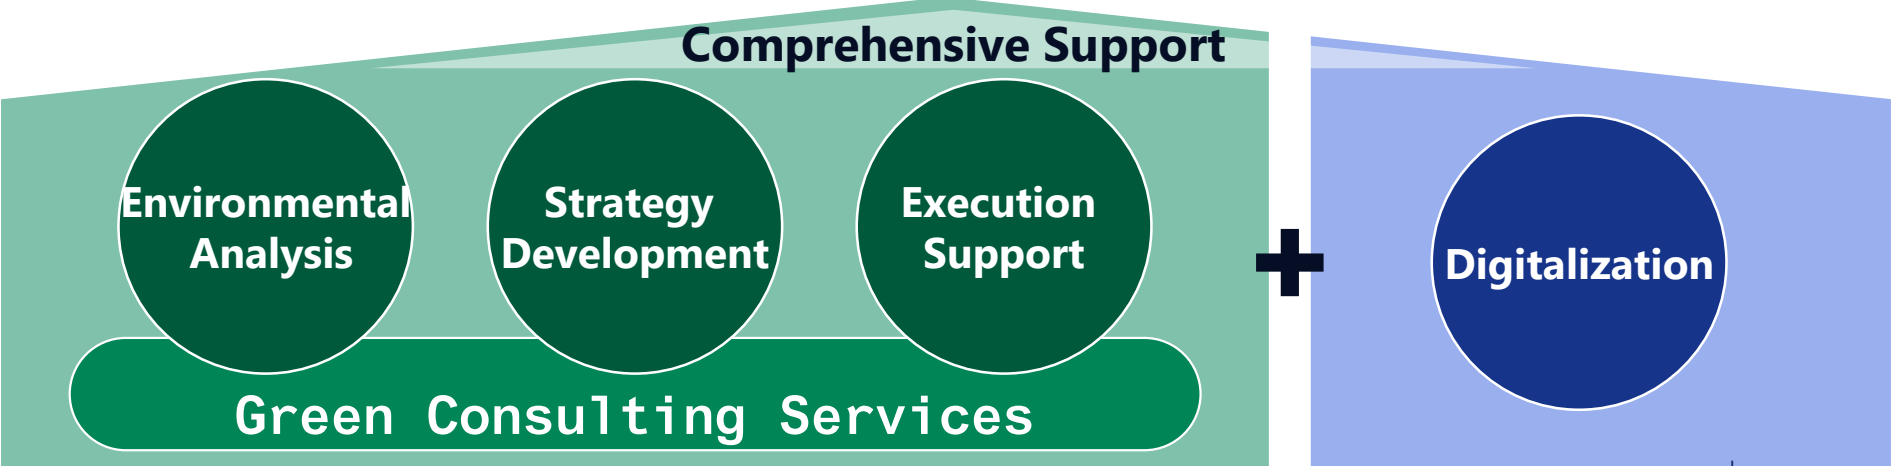 Comprehensive Support
Environmental
Analysis
Strategy
Development
Execution
Support
Digitalization
Green Consulting Services